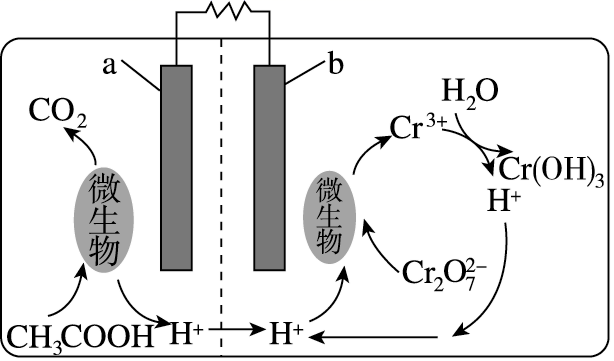 a
b
CO₂
H₂O
Cr³⁺
Cr(OH)₃
H⁺
微生物
微生物
Cr₂O₇²⁻
CH₃COOH
H⁺
H⁺